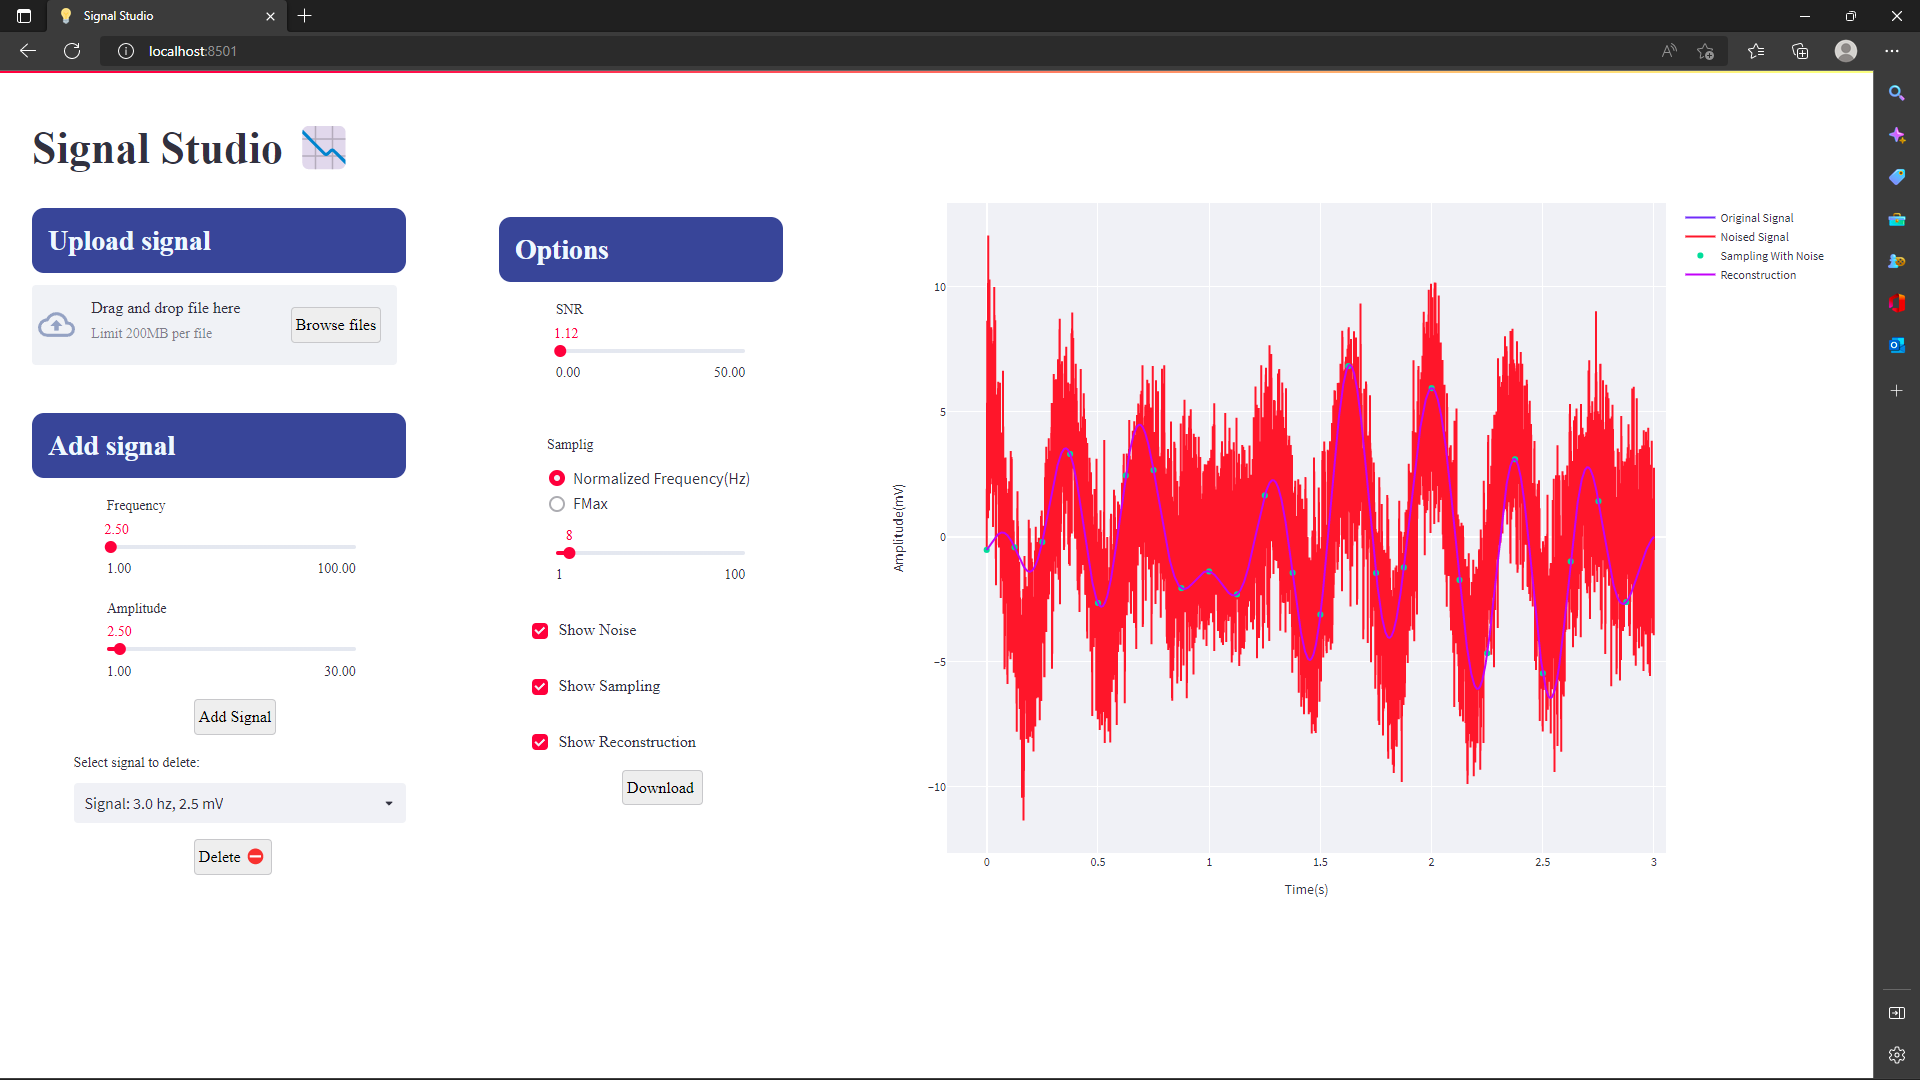 Signal Studio
localhost:8501
Signal Studio
Upload signal
Drag and drop file here
Limit 200MB per file
Browse files
Add signal
Frequency
2.50
1.00 100.00
Amplitude
2.50
1.00 30.00
Add Signal
Select signal to delete:
Signal: 3.0 hz, 2.5 mV
Delete
Options
SNR
1.12
0.00 50.00
Samplig
Normalized Frequency(Hz)
FMax
8
1 100
Show Noise
Show Sampling
Show Reconstruction
Download
Amplitude(mV)
10
5
0
−5
−10
0 0.5 1 1.5 2 2.5 3
Time(s)
Original Signal
Noised Signal
Sampling With Noise
Reconstruction